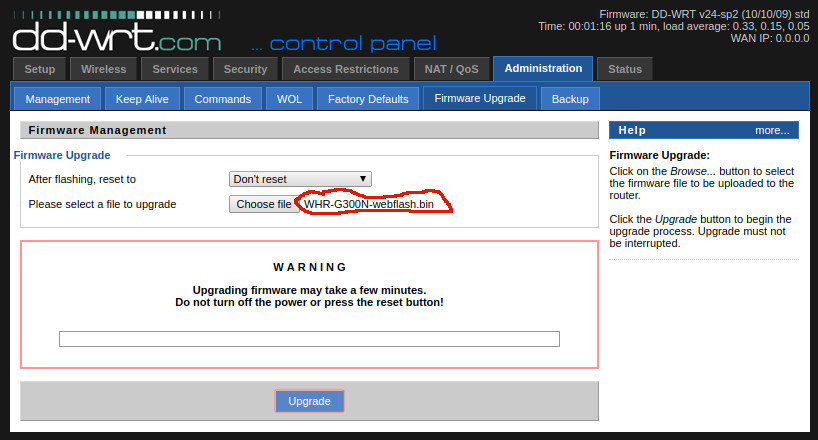 Firmware: DD-WRT v24-sp2 (10/10/09) std
Time: 00:01:16 up 1 min, load average: 0.33, 0.15, 0.05
WAN IP: 0.0.0.0
dd-wrt.com ... control panel
Setup Wireless Services Security Access Restrictions NAT / QoS Administration Status
Management Keep Alive Commands WOL Factory Defaults Firmware Upgrade Backup
Firmware Management
Firmware Upgrade
After flashing, reset to Don't reset
Please select a file to upgrade Choose file WHR-G300N-webflash.bin
WARNING
Upgrading firmware may take a few minutes.
Do not turn off the power or press the reset button!
Upgrade
Help more...
Firmware Upgrade:
Click on the Browse... button to select
the firmware file to be uploaded to the
router.
Click the Upgrade button to begin the
upgrade process. Upgrade must not
be interrupted.